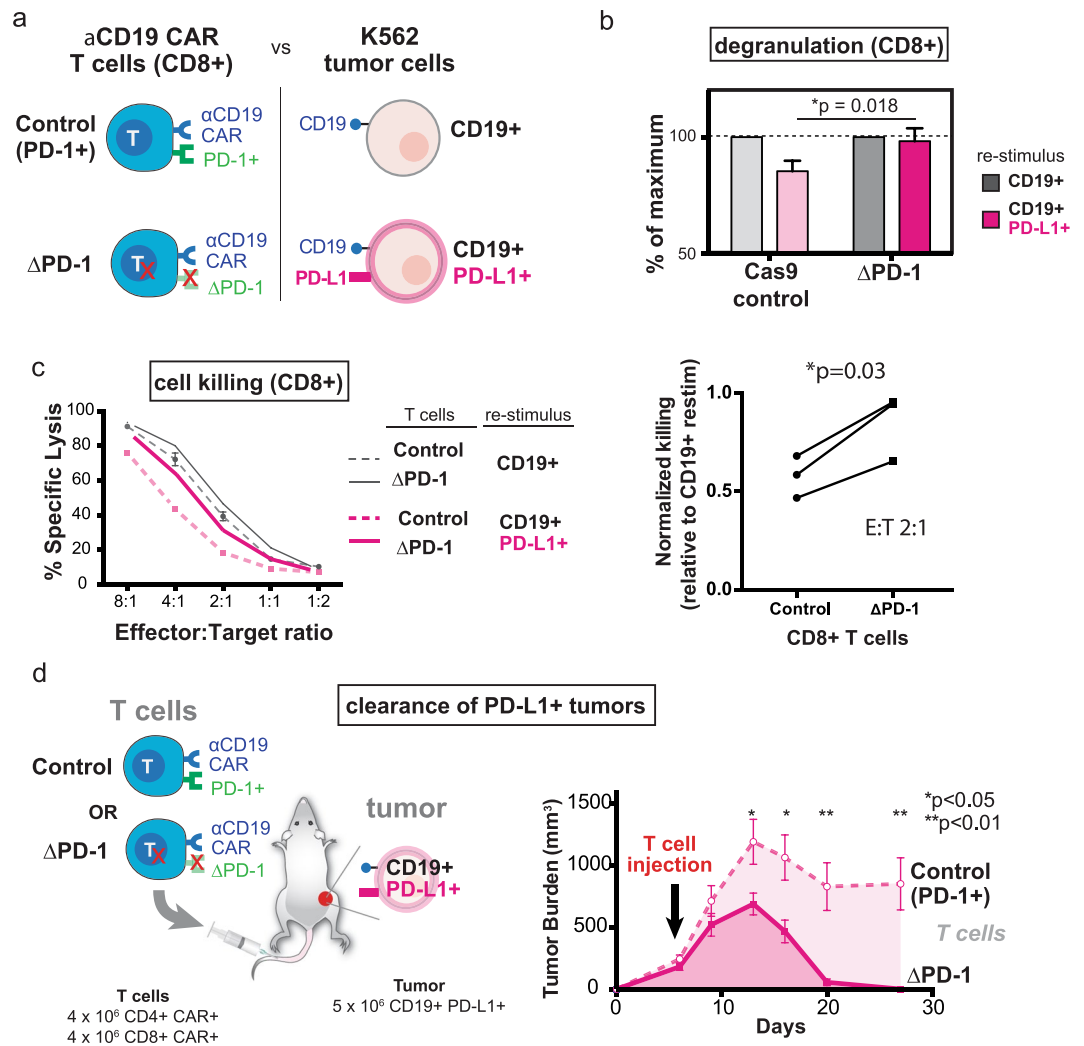 a
aCD19 CAR
T cells (CD8+)
vs
K562
tumor cells
Control
(PD-1+)
T
αCD19
CAR
PD-1+
CD19
CD19+
ΔPD-1
T
X
αCD19
CAR
X
ΔPD-1
CD19
PD-L1
CD19+
PD-L1+
b
degranulation (CD8+)
*p = 0.018
% of maximum
100
50
Cas9
control
ΔPD-1
re-stimulus
CD19+
CD19+
PD-L1+
c
cell killing (CD8+)
% Specific Lysis
100
80
60
40
20
0
8:1
4:1
2:1
1:1
1:2
Effector:Target ratio
T cells
re-stimulus
Control
ΔPD-1
CD19+
Control
ΔPD-1
CD19+
PD-L1+
*p=0.03
Normalized killing
(relative to CD19+ restim)
1.0
0.5
0.0
E:T 2:1
Control
ΔPD-1
CD8+ T cells
d
clearance of PD-L1+ tumors
T cells
Control
T
αCD19
CAR
PD-1+
OR
ΔPD-1
T
X
αCD19
CAR
X
ΔPD-1
tumor
CD19+
PD-L1+
T cells
4 x 10⁶ CD4+ CAR+
4 x 10⁶ CD8+ CAR+
Tumor
5 x 10⁶ CD19+ PD-L1+
Tumor Burden (mm³)
1500
1000
500
0
0
10
20
30
Days
T cell
injection
*
*
**
**
*p<0.05
**p<0.01
Control
(PD-1+)
T cells
ΔPD-1